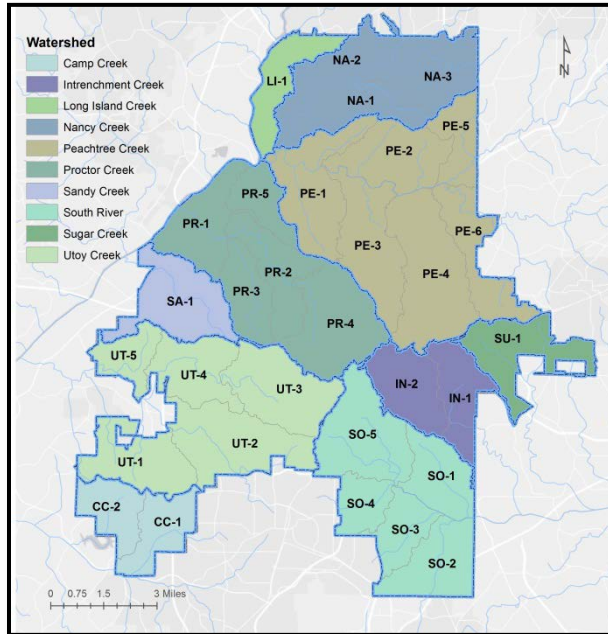 Watershed
Camp Creek
Intrenchment Creek
Long Island Creek
Nancy Creek
Peachtree Creek
Proctor Creek
Sandy Creek
South River
Sugar Creek
Utoy Creek
N
NA-2
LI-1
NA-3
NA-1
PE-5
PE-2
PR-5
PE-1
PR-1
PE-6
PE-3
PR-2
PE-4
PR-3
SA-1
PR-4
SU-1
UT-5
UT-4
IN-2
UT-3
IN-1
SO-5
UT-2
UT-1
SO-1
CC-2
SO-4
CC-1
SO-3
SO-2
0 0.75 1.5 3 Miles